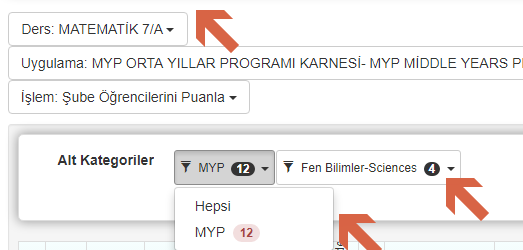 Ders: MATEMATİK 7/A
Uygulama: MYP ORTA YILLAR PROGRAMI KARNESİ- MYP MİDDLE YEARS
İşlem: Şube Öğrencilerini Puanla
Alt Kategoriler MYP 12 Fen Bilimler-Sciences 4
Hepsi
MYP 12